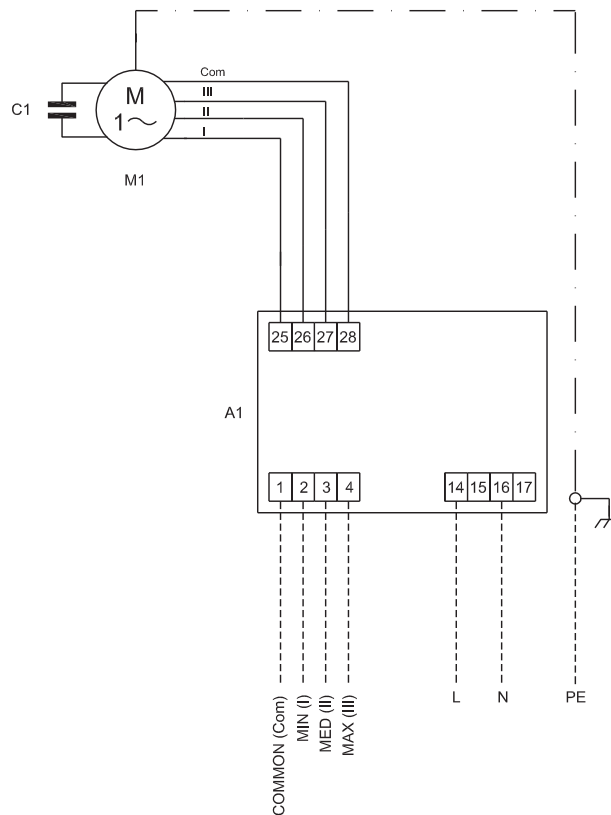 Com
III
II
I
C1
M
1~
M1
25 26 27 28
A1
1 2 3 4
14 15 16 17
COMMON (Com)
MIN (I)
MED (II)
MAX (III)
L
N
PE